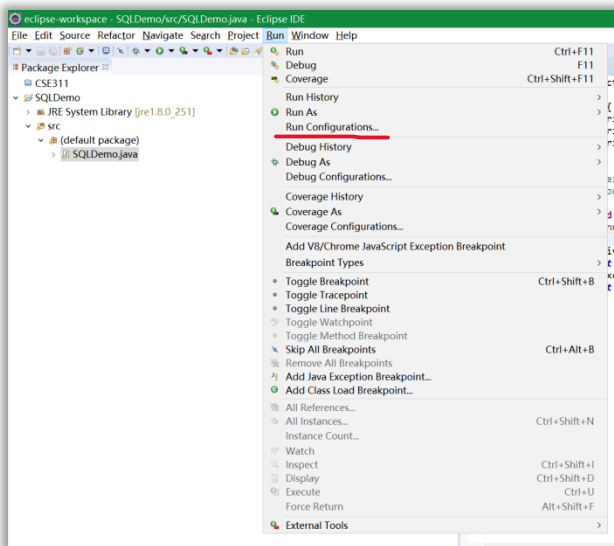 eclipse-workspace - SQLDemo/src/SQLDemo.java - Eclipse IDE
File Edit Source Refactor Navigate Search Project Run Window Help
Package Explorer
CSE311
SQLDemo
JRE System Library [jre1.8.0_251]
src
(default package)
SQLDemo.java
Run Ctrl+F11
Debug F11
Coverage Ctrl+Shift+F11
Run History
Run As
Run Configurations...
Debug History
Debug As
Debug Configurations...
Coverage History
Coverage As
Coverage Configurations...
Add V8/Chrome JavaScript Exception Breakpoint
Breakpoint Types
Toggle Breakpoint Ctrl+Shift+B
Toggle Tracepoint
Toggle Line Breakpoint
Toggle Watchpoint
Toggle Method Breakpoint
Skip All Breakpoints Ctrl+Alt+B
Remove All Breakpoints
Add Java Exception Breakpoint...
Add Class Load Breakpoint...
All References...
All Instances... Ctrl+Shift+N
Instance Count...
Watch
Inspect Ctrl+Shift+I
Display Ctrl+Shift+D
Execute Ctrl+U
Force Return Alt+Shift+F
External Tools